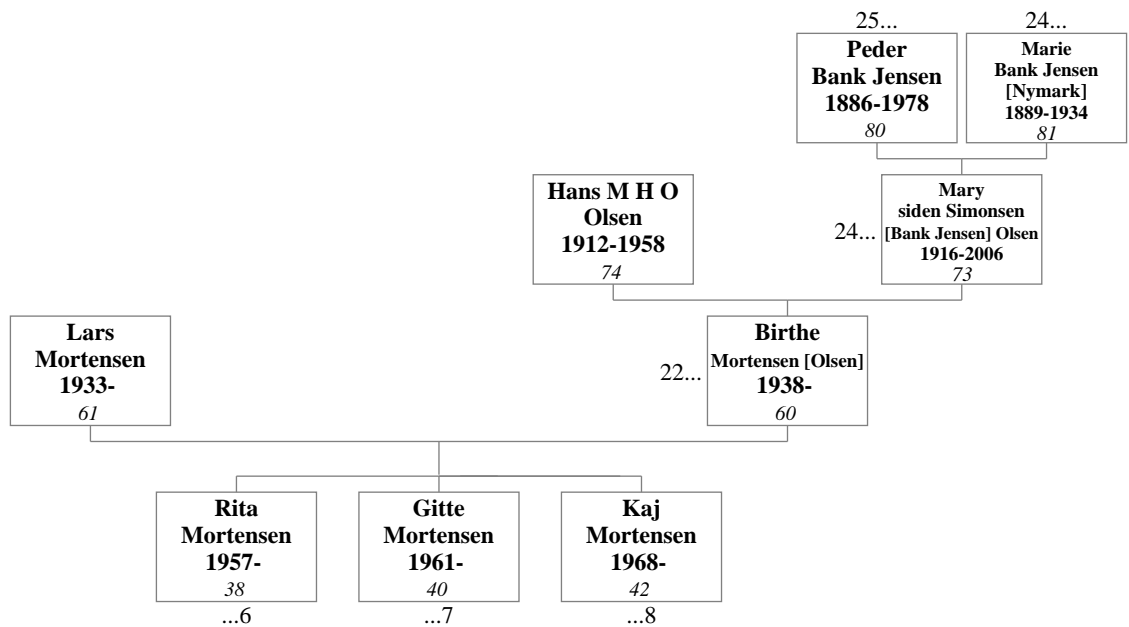 25...
Peder
Bank Jensen
1886-1978
80
24...
Marie
Bank Jensen
[Nymark]
1889-1934
81
Hans M H O
Olsen
1912-1958
74
24...
Mary
siden Simonsen
[Bank Jensen] Olsen
1916-2006
73
Lars
Mortensen
1933-
61
22...
Birthe
Mortensen [Olsen]
1938-
60
Rita
Mortensen
1957-
38
...6
Gitte
Mortensen
1961-
40
...7
Kaj
Mortensen
1968-
42
...8